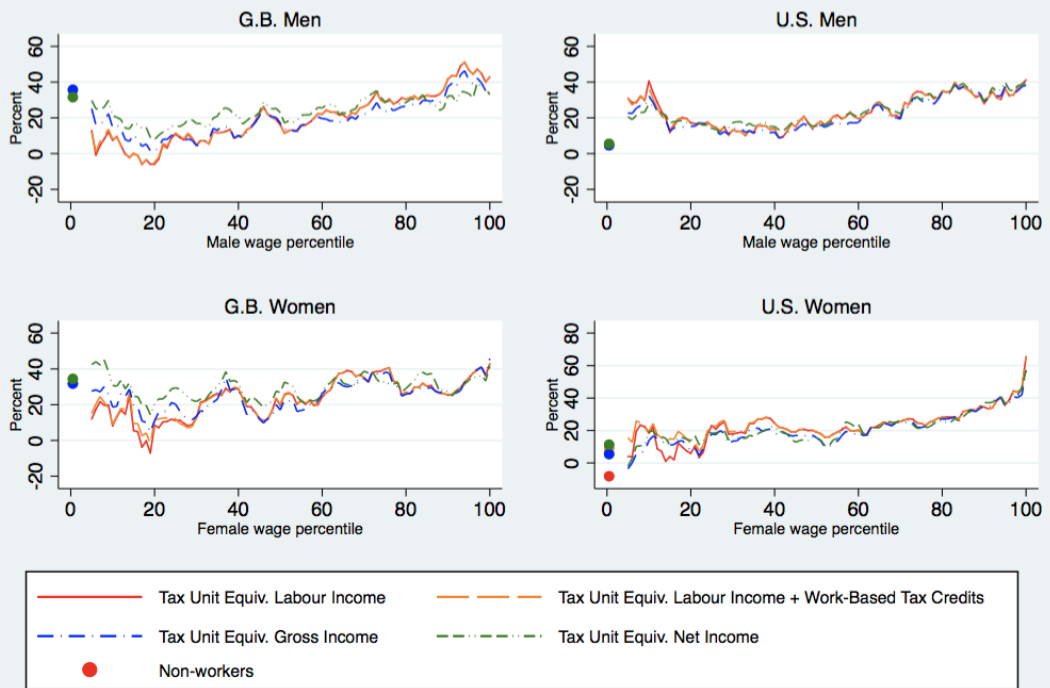 G.B. Men
U.S. Men
Percent
60
40
20
0
-20
0 20 40 60 80 100
Male wage percentile
Percent
60
40
20
0
-20
0 20 40 60 80 100
Male wage percentile
G.B. Women
U.S. Women
Percent
60
40
20
0
-20
0 20 40 60 80 100
Female wage percentile
Percent
80
60
40
20
0
0 20 40 60 80 100
Female wage percentile
Tax Unit Equiv. Labour Income
Tax Unit Equiv. Labour Income + Work-Based Tax Credits
Tax Unit Equiv. Gross Income
Tax Unit Equiv. Net Income
Non-workers